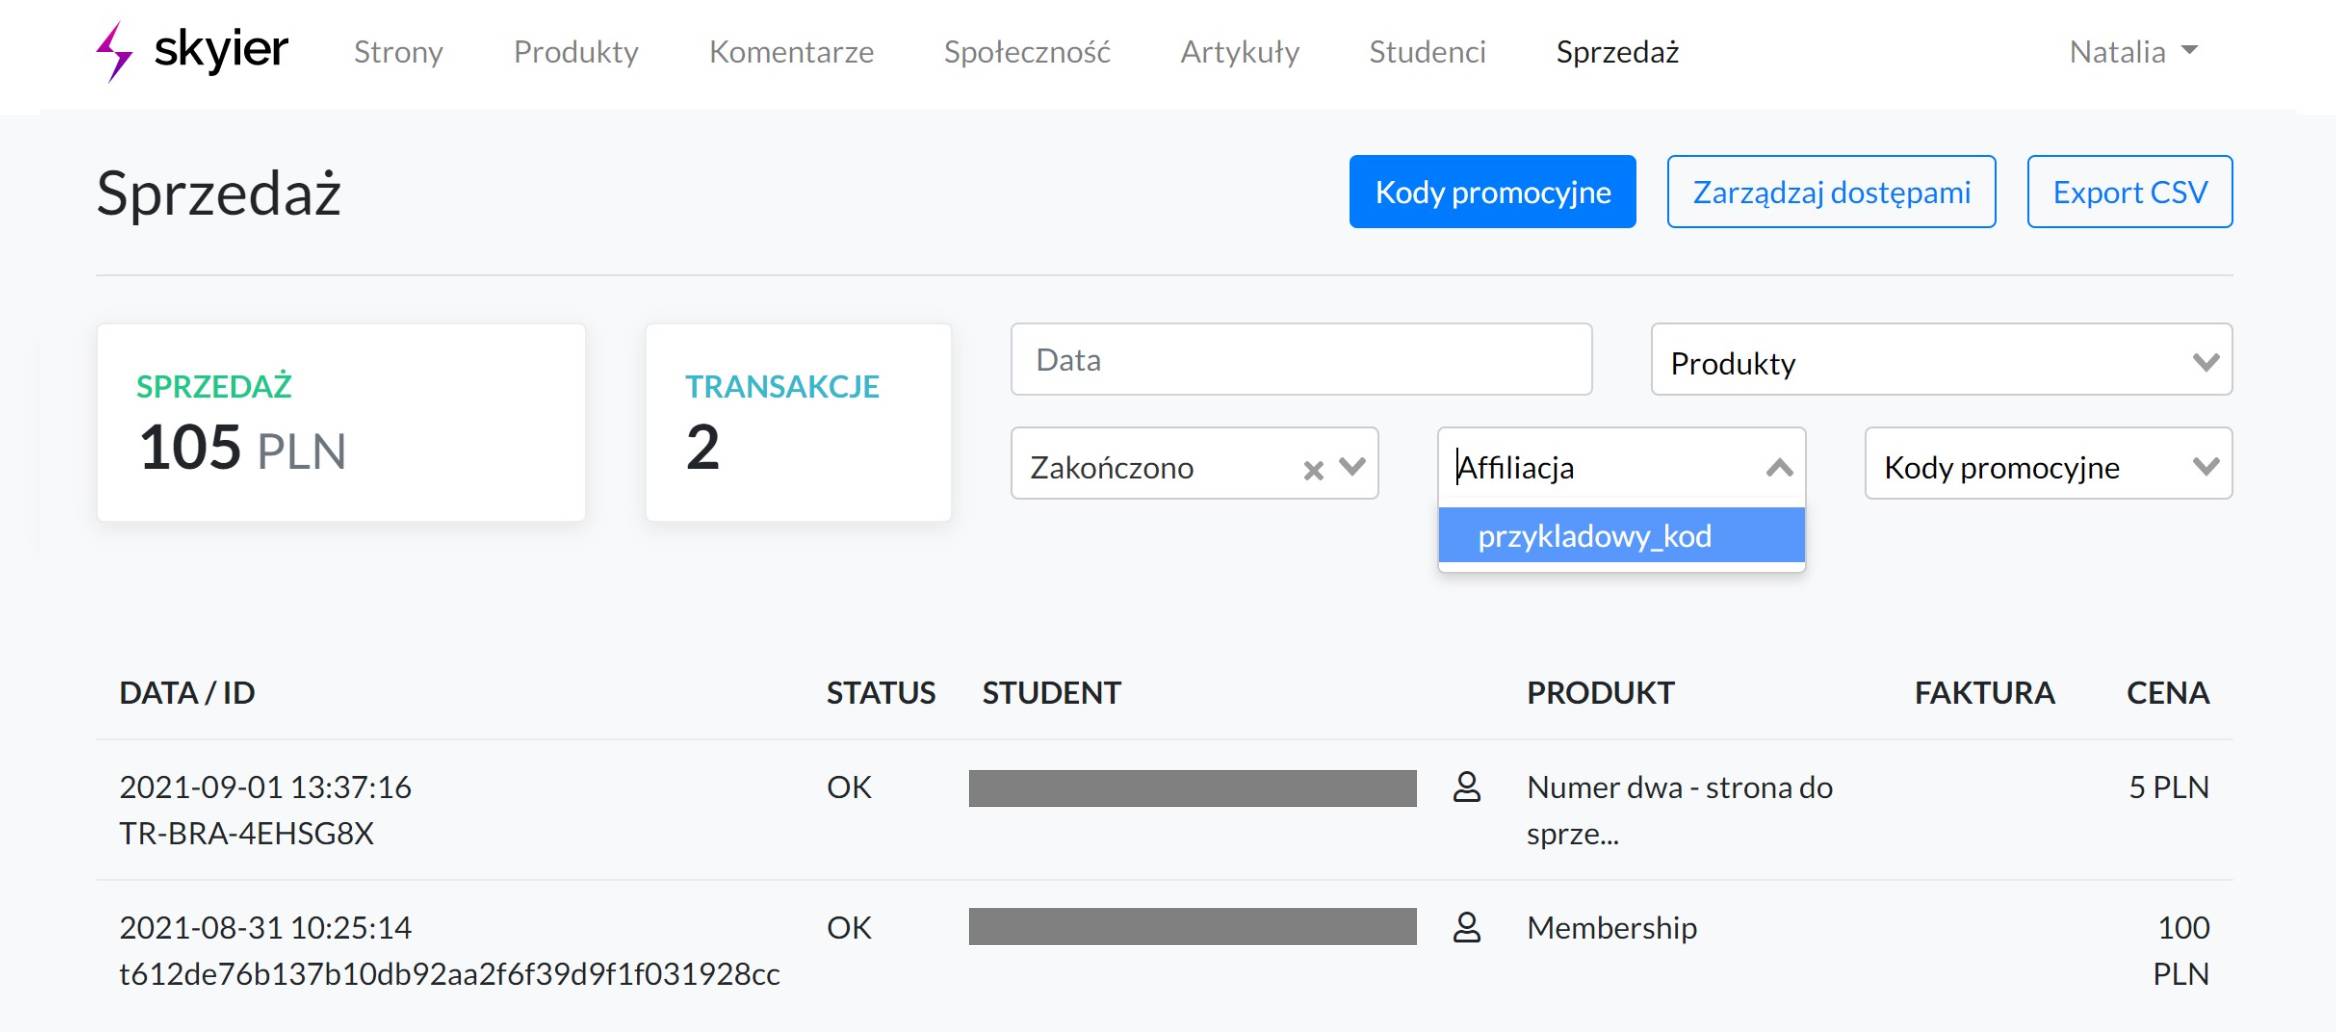 skyier Strony Produkty Komentarze Społeczność Artykuły Studenci Sprzedaż Natalia
Sprzedaż Kody promocyjne Zarządzaj dostępami Export CSV
SPRZEDAŻ
105 PLN
TRANSAKCJE
2
Data Produkty
Zakończono Affiliacja Kody promocyjne
przykladowy_kod
DATA / ID STATUS STUDENT PRODUKT FAKTURA CENA
2021-09-01 13:37:16 OK Numer dwa - strona do 5 PLN
TR-BRA-4EHSG8X sprze...
2021-08-31 10:25:14 OK Membership 100
t612de76b137b10db92aa2f6f39d9f1f031928cc PLN